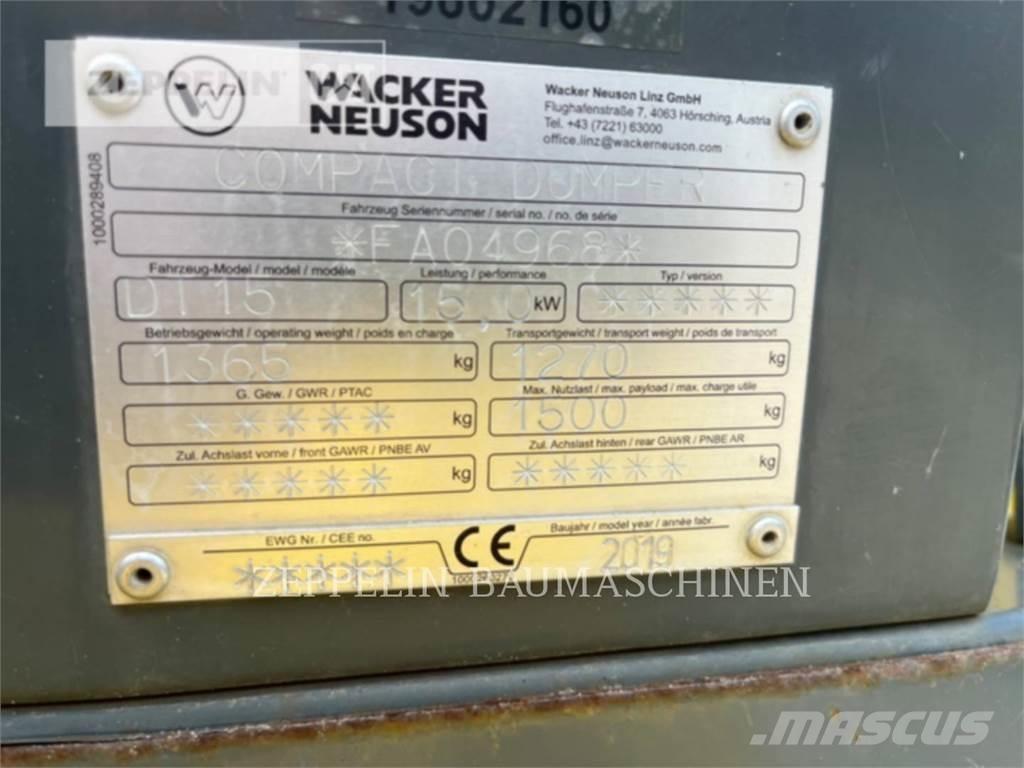 19602160
ZEPPELIN CAT
WACKER
NEUSON
Wacker Neuson Linz GmbH
Flughafenstraße 7, 4063 Hörsching, Austria
Tel. +43 (7221) 63000
office.linz@wackerneuson.com
1000289408
COMPACT DUMPER
Fahrzeug Seriennummer / serial no. / no. de série
*FA04968*
Fahrzeug-Model / model / modèle
Leistung / performance
Typ / version
DT15
15,0 kW
*****
Betriebsgewicht / operating weight / poids en charge
Transportgewicht / transport weight / poids de transport
1365 kg
1270 kg
G. Gew. / GWR / PTAC
Max. Nutzlast / max. payload / max. charge utile
***** kg
1500 kg
Zul. Achslast vorne / front GAWR / PNBE AV
Zul. Achslast hinten / rear GAWR / PNBE AR
***** kg
***** kg
EWG Nr. / CEE no.
CE
Baujahr / model year / année fabr.
*****
2019
ZEPPELIN BAUMASCHINEN
MASCUS